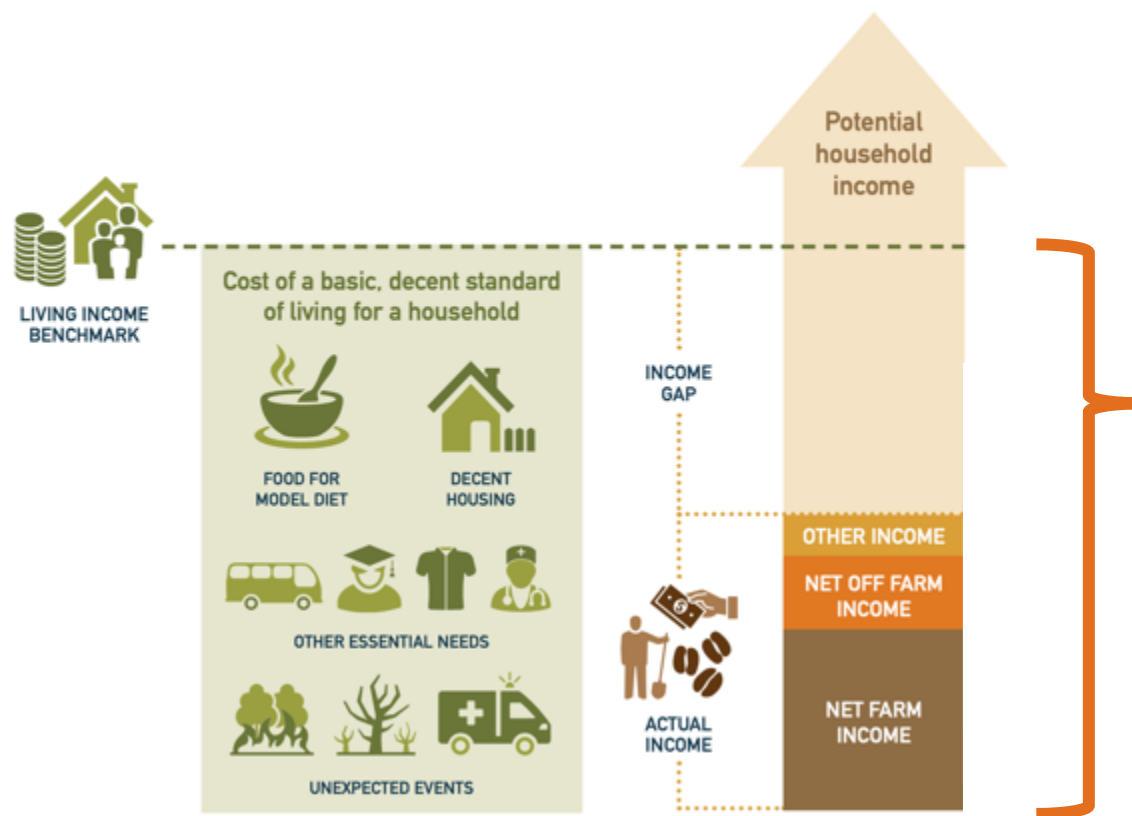 Potential
household
income
LIVING INCOME
BENCHMARK
Cost of a basic, decent standard
of living for a household
FOOD FOR
MODEL DIET
DECENT
HOUSING
OTHER ESSENTIAL NEEDS
UNEXPECTED EVENTS
INCOME
GAP
ACTUAL
INCOME
OTHER INCOME
NET OFF FARM
INCOME
NET FARM
INCOME